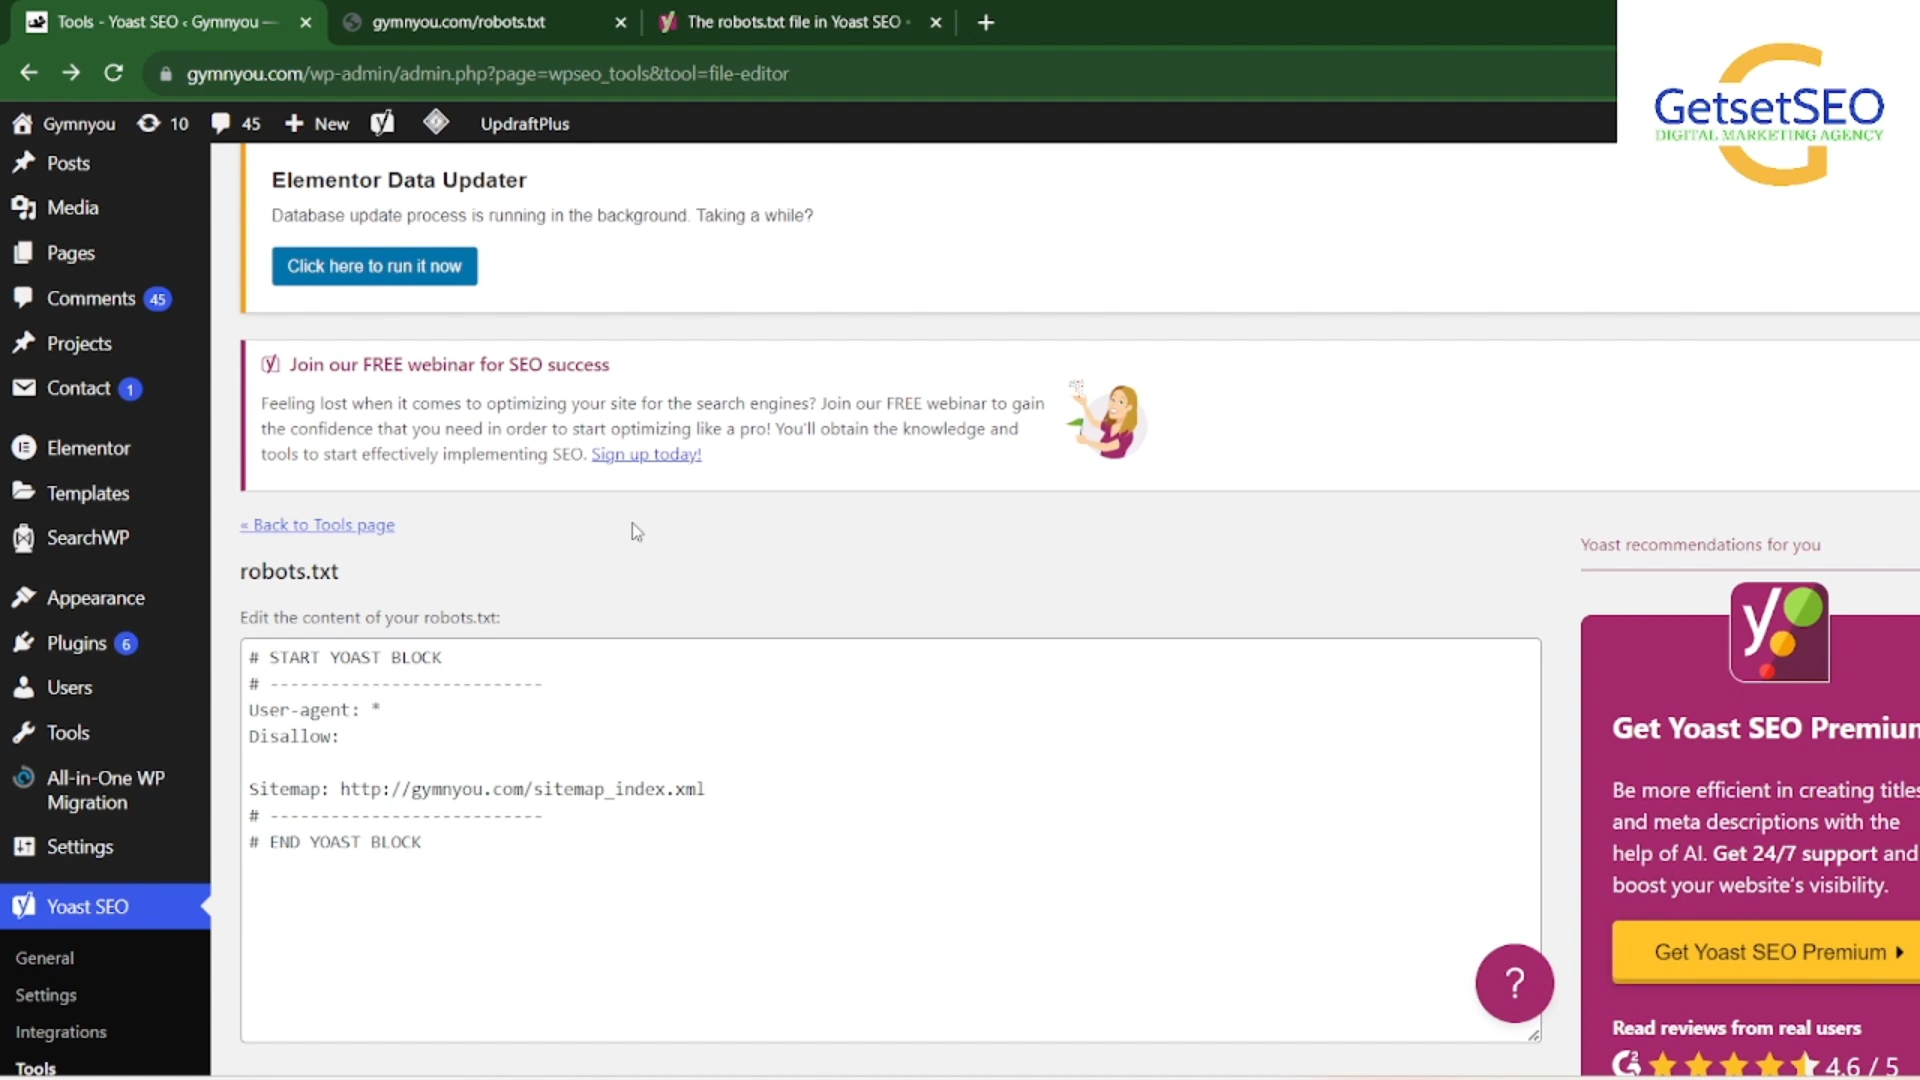 Tools - Yoast SEO ‹ Gymnyou —
gymnyou.com/robots.txt
The robots.txt file in Yoast SEO
gymnyou.com/wp-admin/admin.php?page=wpseo_tools&tool=file-editor
GetsetSEO
DIGITAL MARKETING AGENCY
Gymnyou
10
45
New
UpdraftPlus
Posts
Media
Pages
Comments 45
Projects
Contact 1
Elementor
Templates
SearchWP
Appearance
Plugins 6
Users
Tools
All-in-One WP
Migration
Settings
Yoast SEO
General
Settings
Integrations
Tools
Elementor Data Updater
Database update process is running in the background. Taking a while?
Click here to run it now
Join our FREE webinar for SEO success
Feeling lost when it comes to optimizing your site for the search engines? Join our FREE webinar to gain
the confidence that you need in order to start optimizing like a pro! You'll obtain the knowledge and
tools to start effectively implementing SEO. Sign up today!
« Back to Tools page
robots.txt
Edit the content of your robots.txt:
# START YOAST BLOCK
# ---------------------------
User-agent: *
Disallow:
Sitemap: http://gymnyou.com/sitemap_index.xml
# ---------------------------
# END YOAST BLOCK
?
Yoast recommendations for you
yo
Get Yoast SEO Premium
Be more efficient in creating titles
and meta descriptions with the
help of AI. Get 24/7 support and
boost your website's visibility.
Get Yoast SEO Premium
Read reviews from real users
4.6 / 5